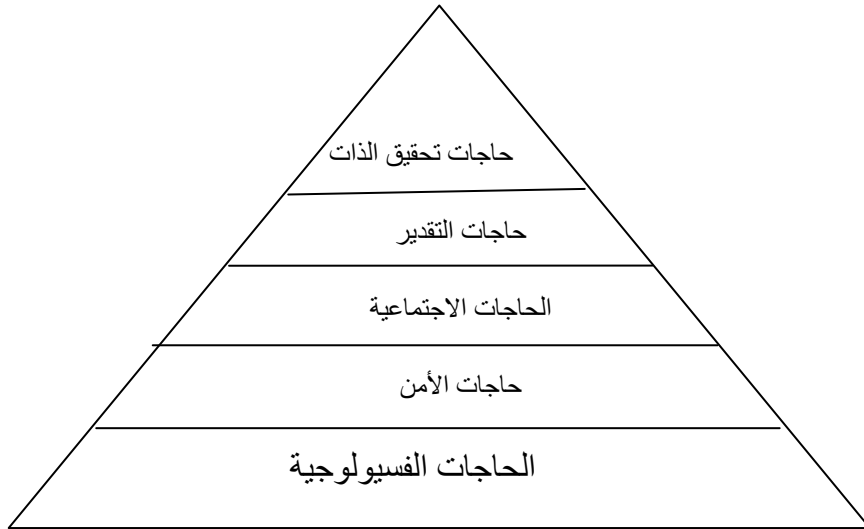 حاجات تحقيق الذات
حاجات التقدير
الحاجات الاجتماعية
حاجات الأمن
الحاجات الفسيولوجية